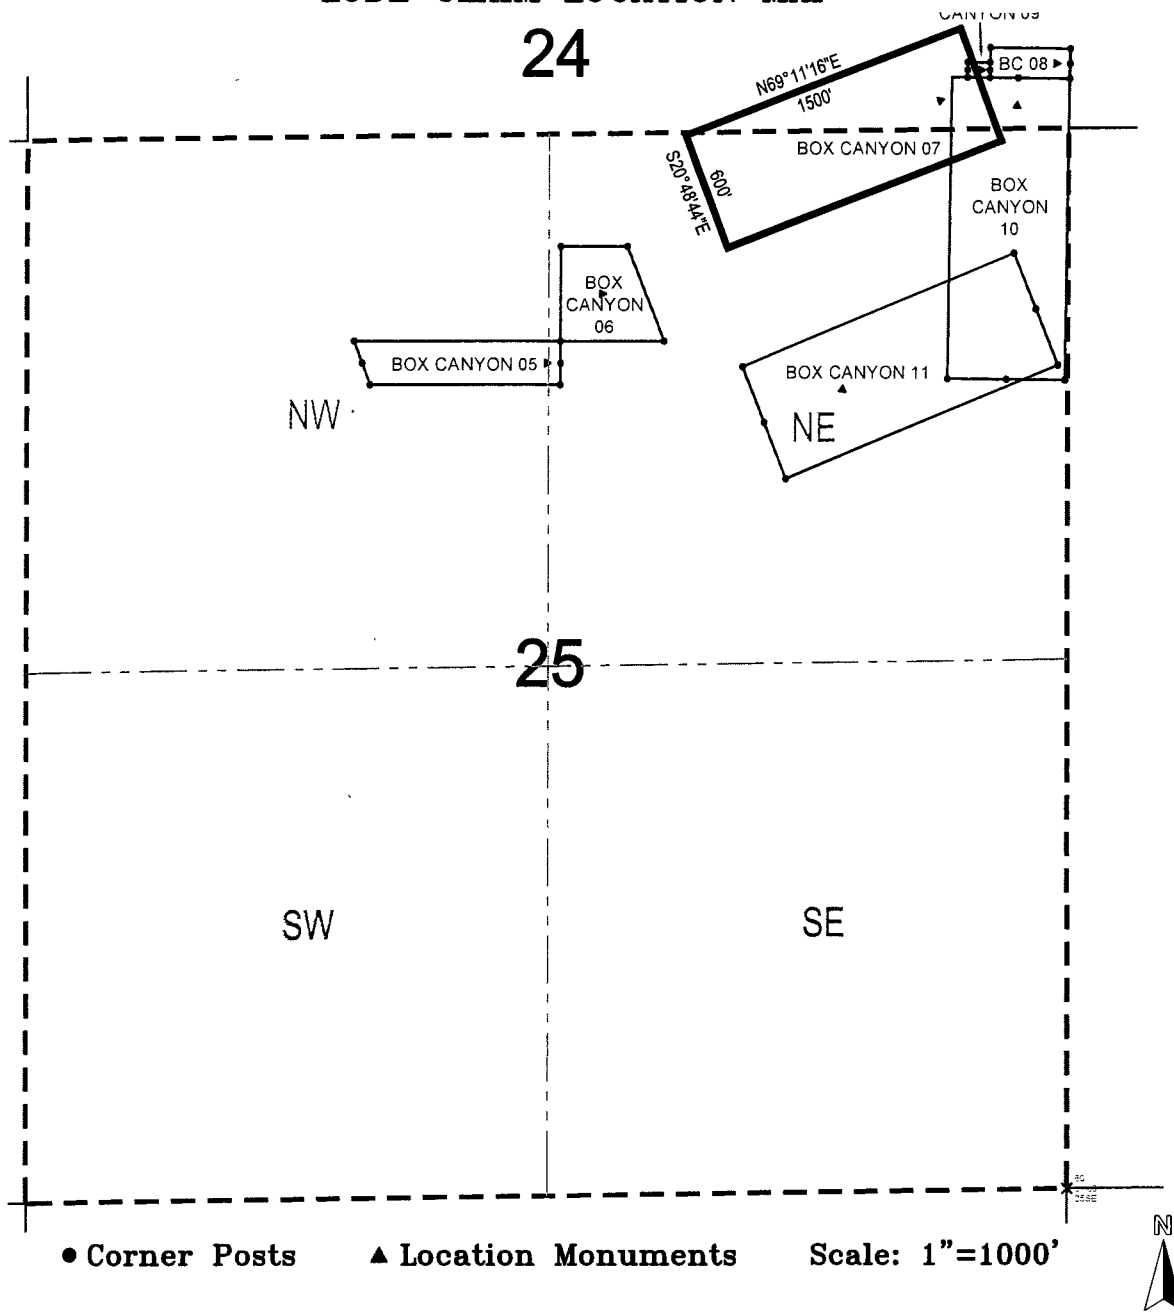 24
N69°11'16"E
1500'
BC 08
BOX CANYON 07
S20°48'44"E
600'
BOX
CANYON
10
BOX
CANYON
06
BOX CANYON 05
BOX CANYON 11
NW
NE
25
SW
SE
Corner Posts
Location Monuments
Scale: 1"=1000'
N